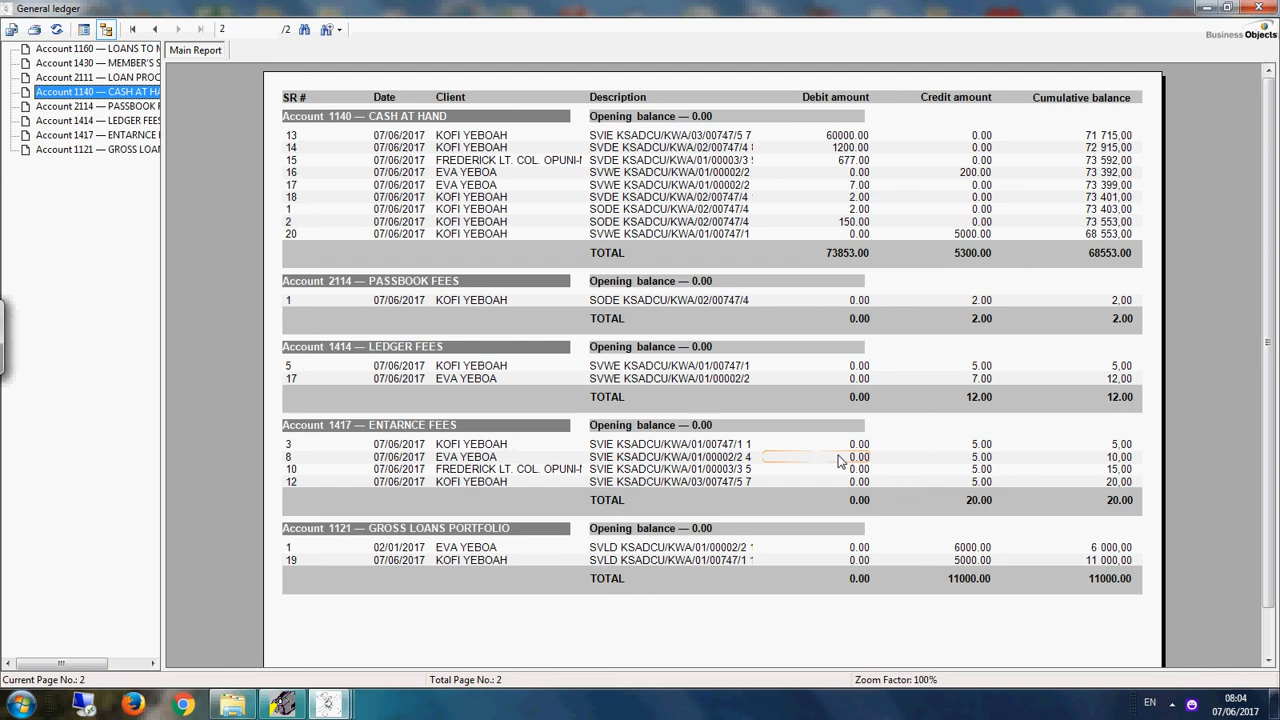 General ledger
2 /2
Business Objects
Main Report
Account 1160 — LOANS TO M
Account 1430 — MEMBER'S S
Account 2111 — LOAN PROC
Account 1140 — CASH AT HA
Account 2114 — PASSBOOK F
Account 1414 — LEDGER FEES
Account 1417 — ENTARNCE F
Account 1121 — GROSS LOAN
SR # Date Client Description Debit amount Credit amount Cumulative balance
Account 1140 — CASH AT HAND Opening balance — 0.00
13 07/06/2017 KOFI YEBOAH SVIE KSADCU/KWA/03/00747/5 7 60000.00 0.00 71 715,00
14 07/06/2017 KOFI YEBOAH SVDE KSADCU/KWA/02/00747/4 1200.00 0.00 72 915,00
15 07/06/2017 FREDERICK LT. COL. OPUNI- SVDE KSADCU/KWA/01/00003/3 677.00 0.00 73 592,00
16 07/06/2017 EVA YEBOA SVWE KSADCU/KWA/01/00002/2 0.00 200.00 73 392,00
17 07/06/2017 EVA YEBOA SVWE KSADCU/KWA/01/00002/2 7.00 0.00 73 399,00
18 07/06/2017 KOFI YEBOAH SVDE KSADCU/KWA/02/00747/4 2.00 0.00 73 401,00
1 07/06/2017 KOFI YEBOAH SODE KSADCU/KWA/02/00747/4 2.00 0.00 73 403,00
2 07/06/2017 KOFI YEBOAH SODE KSADCU/KWA/02/00747/4 150.00 0.00 73 553,00
20 07/06/2017 KOFI YEBOAH SVWE KSADCU/KWA/01/00747/1 0.00 5000.00 68 553,00
TOTAL 73853.00 5300.00 68553.00
Account 2114 — PASSBOOK FEES Opening balance — 0.00
1 07/06/2017 KOFI YEBOAH SODE KSADCU/KWA/02/00747/4 0.00 2.00 2,00
TOTAL 0.00 2.00 2.00
Account 1414 — LEDGER FEES Opening balance — 0.00
5 07/06/2017 KOFI YEBOAH SVWE KSADCU/KWA/01/00747/1 0.00 5.00 5,00
17 07/06/2017 EVA YEBOA SVWE KSADCU/KWA/01/00002/2 0.00 7.00 12,00
TOTAL 0.00 12.00 12.00
Account 1417 — ENTARNCE FEES Opening balance — 0.00
3 07/06/2017 KOFI YEBOAH SVIE KSADCU/KWA/01/00747/1 1 0.00 5.00 5,00
8 07/06/2017 EVA YEBOA SVIE KSADCU/KWA/01/00002/2 4 0.00 5.00 10,00
10 07/06/2017 FREDERICK LT. COL. OPUNI- SVIE KSADCU/KWA/01/00003/3 5 0.00 5.00 15,00
12 07/06/2017 KOFI YEBOAH SVIE KSADCU/KWA/03/00747/5 7 0.00 5.00 20,00
TOTAL 0.00 20.00 20.00
Account 1121 — GROSS LOANS PORTFOLIO Opening balance — 0.00
1 02/01/2017 EVA YEBOA SVLD KSADCU/KWA/01/00002/2 0.00 6000.00 6 000,00
19 07/06/2017 KOFI YEBOAH SVLD KSADCU/KWA/01/00747/1 0.00 5000.00 11 000,00
TOTAL 0.00 11000.00 11000.00
Current Page No.: 2 Total Page No.: 2 Zoom Factor: 100%
EN 08:04
07/06/2017